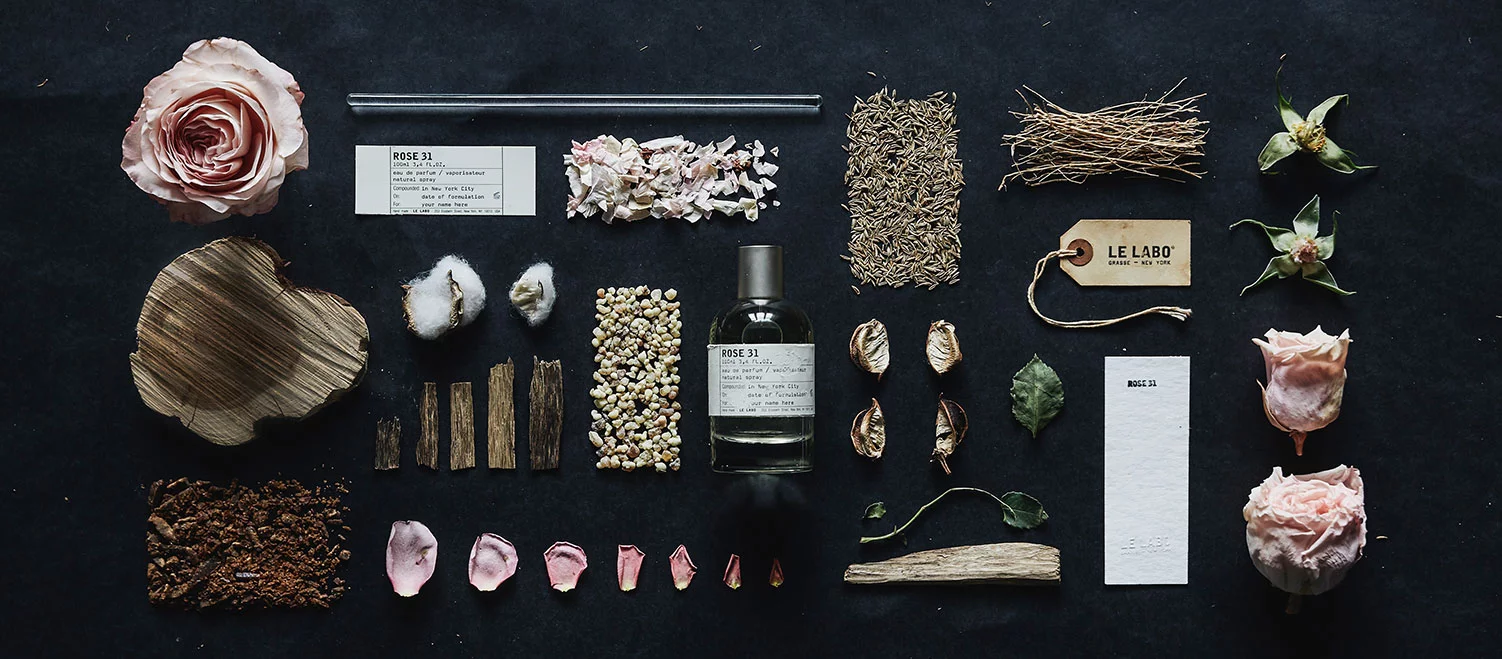 ROSE 31
100ml 3,4 fl.oz.
eau de parfum / vaporisateur
natural spray
Compounded in New York City
On: date of formulation
For: your name here
LE LABO®
GRASSE — NEW YORK
ROSE 31
100ml 3,4 fl.oz.
eau de parfum / vaporisateur
natural spray
Compounded in New York City
On: date of formulation
For: your name here
ROSE 31
LE LABO